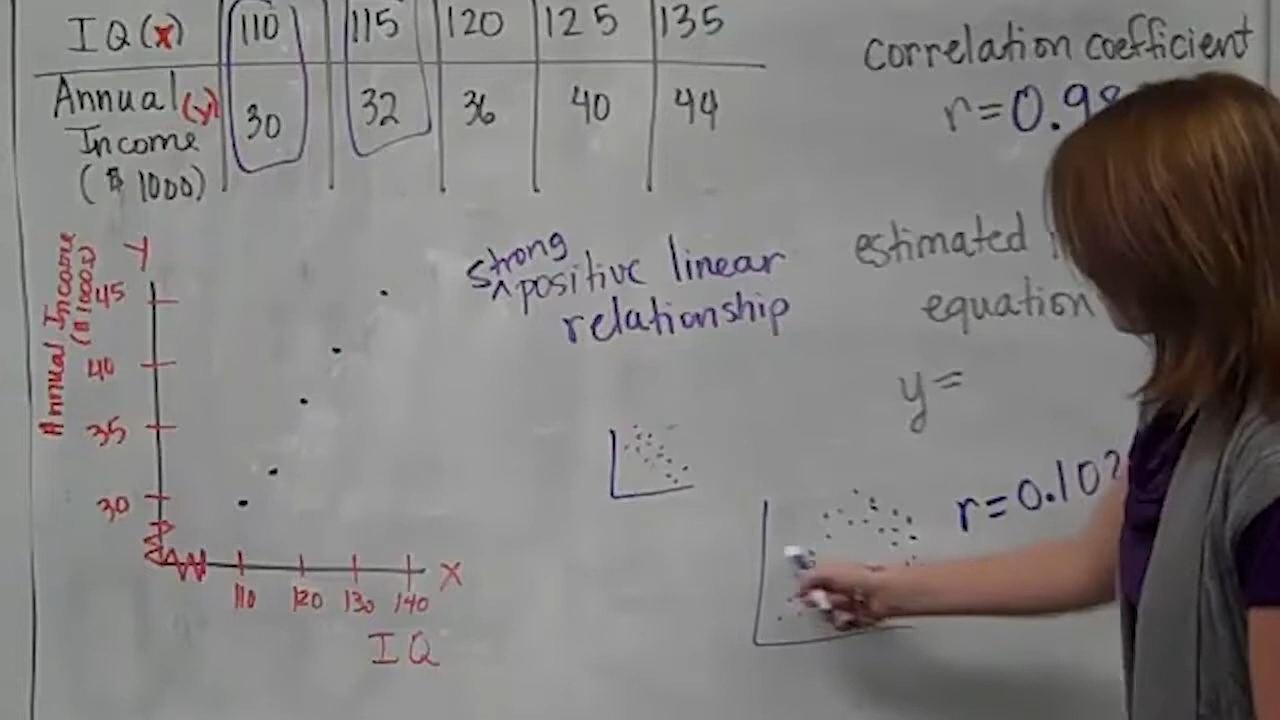 IQ (x) 110 115 120 125 135
Annual (y) 30 32 36 40 44
Income
($ 1000)
correlation coefficient
r = 0.98
Y
Annual Income
($ 1000s)
45
40
35
30
110 120 130 140 X
IQ
strong
^ positive linear
relationship
estimated
equation
y =
r = 0.10?